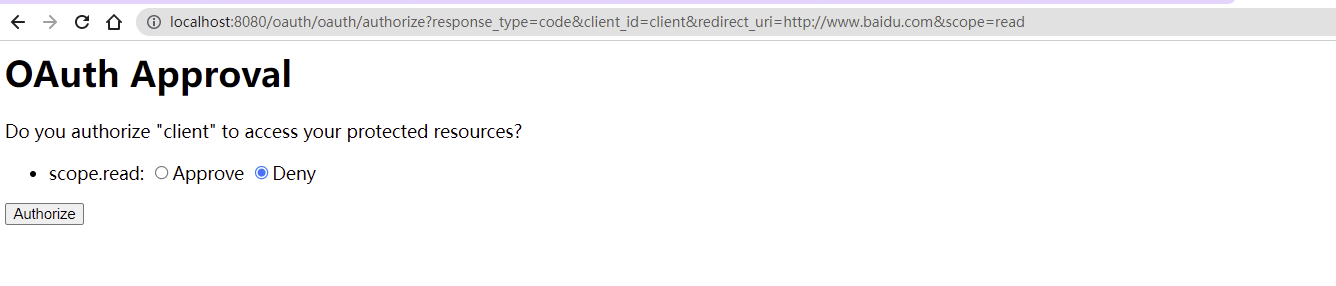 localhost:8080/oauth/oauth/authorize?response_type=code&client_id=client&redirect_uri=http://www.baidu.com&scope=read
OAuth Approval
Do you authorize "client" to access your protected resources?
• scope.read: Approve Deny
Authorize